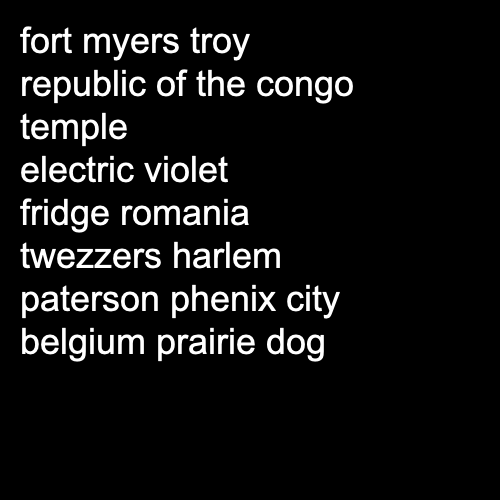 fort myers troy
republic of the congo
temple
electric violet
fridge romania
twezzers harlem
paterson phenix city
belgium prairie dog